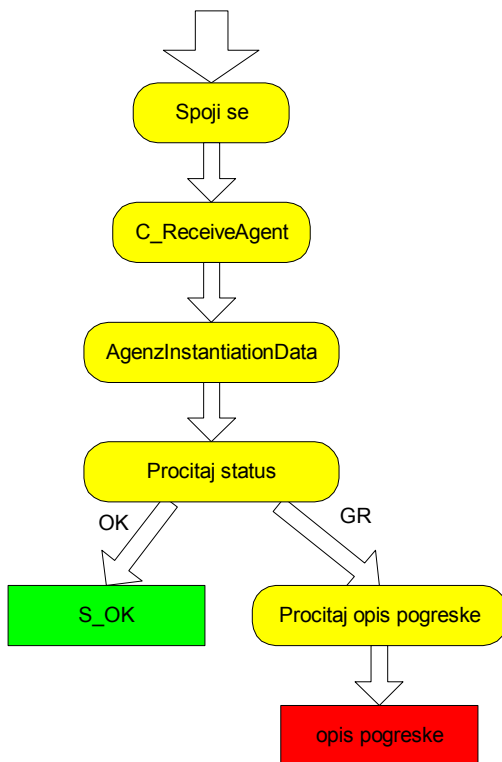 Spoji se
C_ReceiveAgent
AgenzInstantiationData
Procitaj status
OK
GR
S_OK
Procitaj opis pogreske
opis pogreske